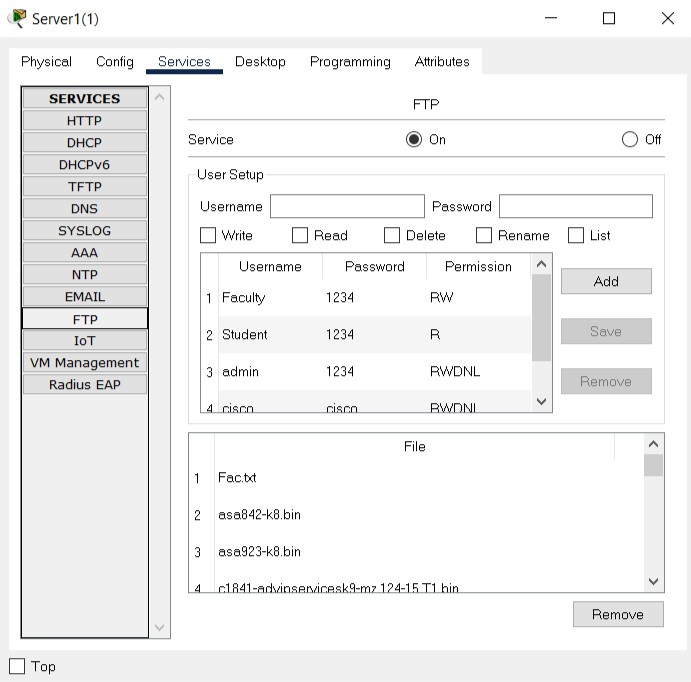 Server1(1)
Physical Config Services Desktop Programming Attributes
SERVICES
HTTP
DHCP
DHCPv6
TFTP
DNS
SYSLOG
AAA
NTP
EMAIL
FTP
IoT
VM Management
Radius EAP
FTP
Service On Off
User Setup
Username Password
Write Read Delete Rename List
Username Password Permission
1 Faculty 1234 RW
2 Student 1234 R
3 admin 1234 RWDNL
4 cisco cisco RWDNL
Add
Save
Remove
File
1 Fac.txt
2 asa842-k8.bin
3 asa923-k8.bin
4 c1841-advipservicesk9-mz.124-15.T1.bin
Remove
Top